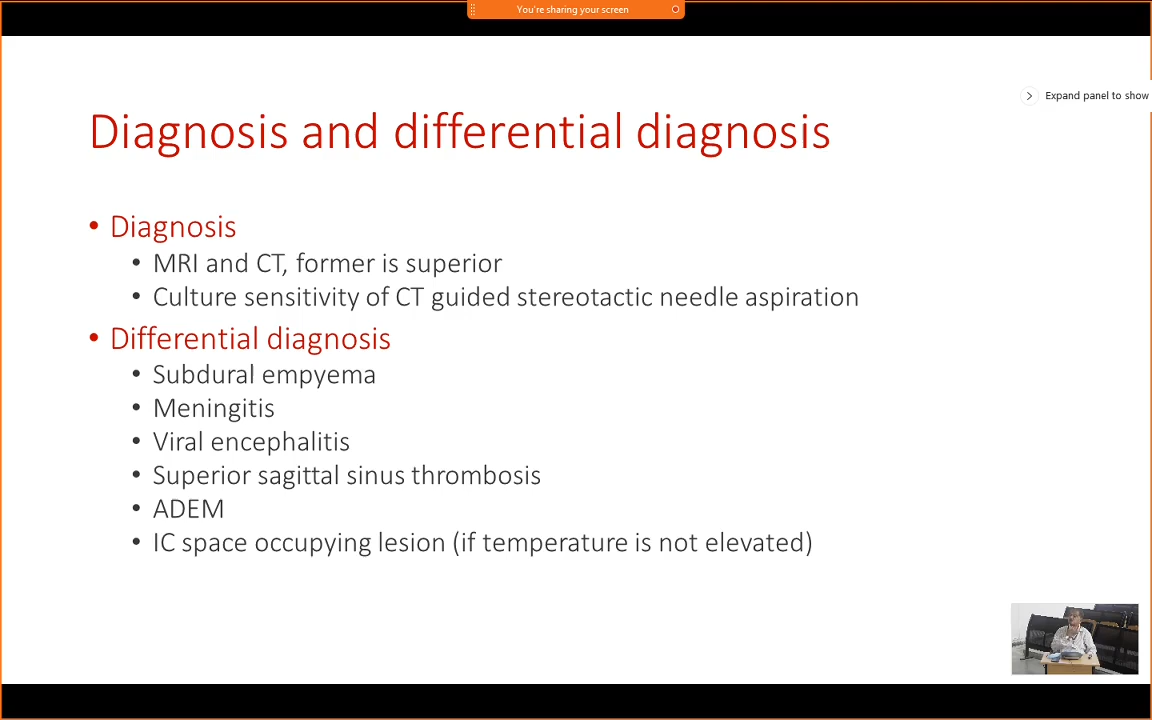 You're sharing your screen
Expand panel to show
Diagnosis and differential diagnosis
• Diagnosis
• MRI and CT, former is superior
• Culture sensitivity of CT guided stereotactic needle aspiration
• Differential diagnosis
• Subdural empyema
• Meningitis
• Viral encephalitis
• Superior sagittal sinus thrombosis
• ADEM
• IC space occupying lesion (if temperature is not elevated)